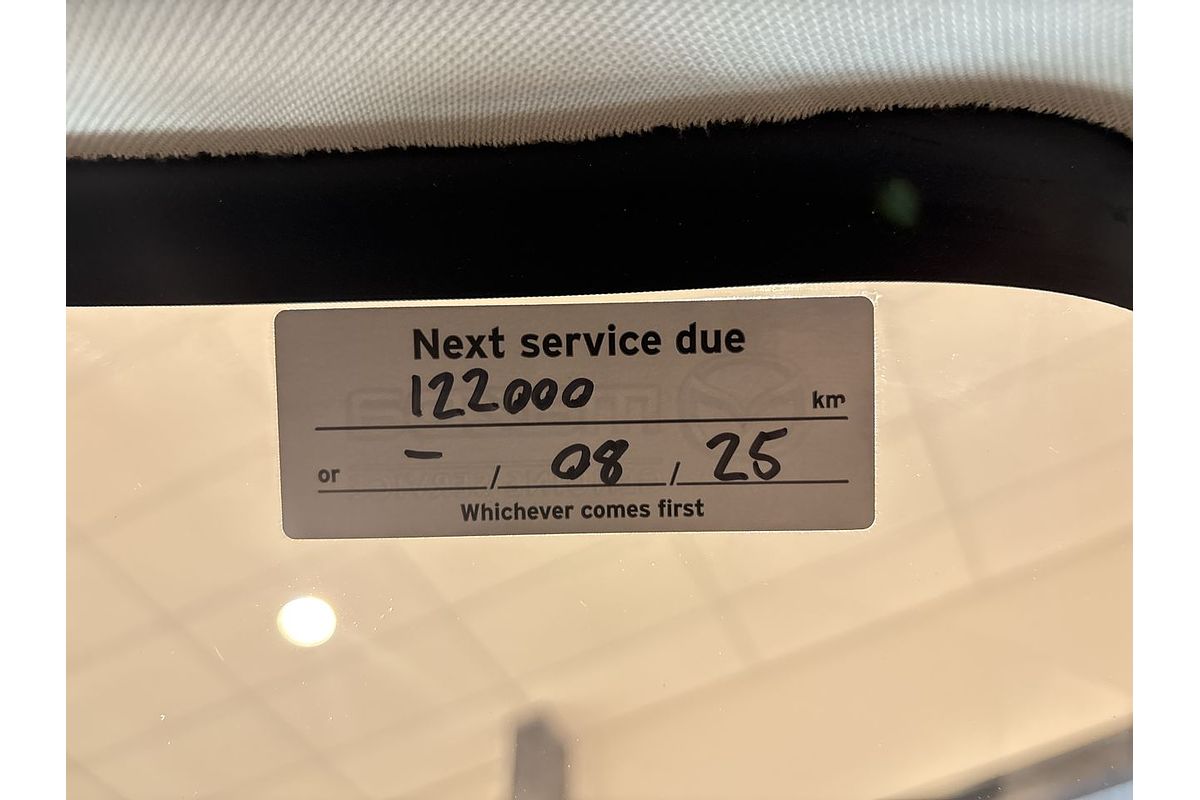 Next service due
122000 km
or - / 08 / 25
Whichever comes first